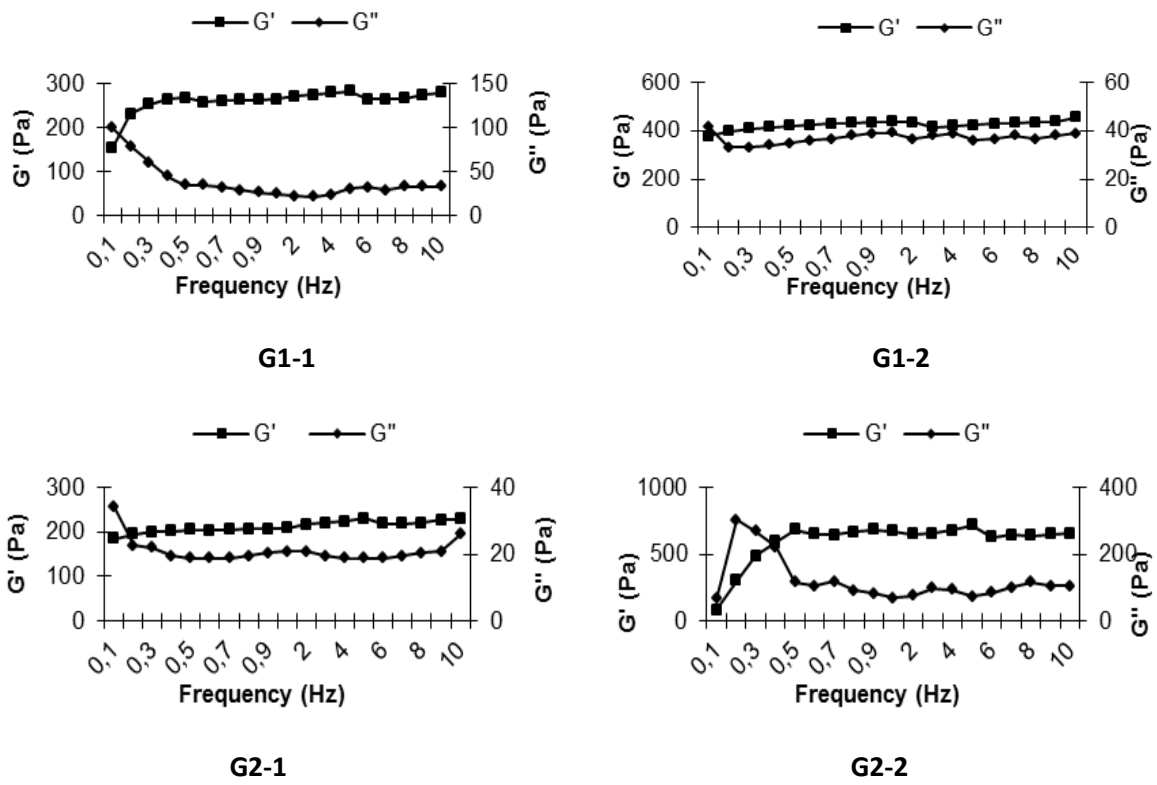 G' G"
300 150
200 100
100 50
0 0
G' (Pa)
G" (Pa)
0,1 0,3 0,5 0,7 0,9 2 4 6 8 10
Frequency (Hz)
G1-1
G' G"
600 60
400 40
200 20
0 0
G' (Pa)
G" (Pa)
0,1 0,3 0,5 0,7 0,9 2 4 6 8 10
Frequency (Hz)
G1-2
G' G"
300 40
200
20
100
0 0
G' (Pa)
G" (Pa)
0,1 0,3 0,5 0,7 0,9 2 4 6 8 10
Frequency (Hz)
G2-1
G' G"
1000 400
500 200
0 0
G' (Pa)
G" (Pa)
0,1 0,3 0,5 0,7 0,9 2 4 6 8 10
Frequency (Hz)
G2-2